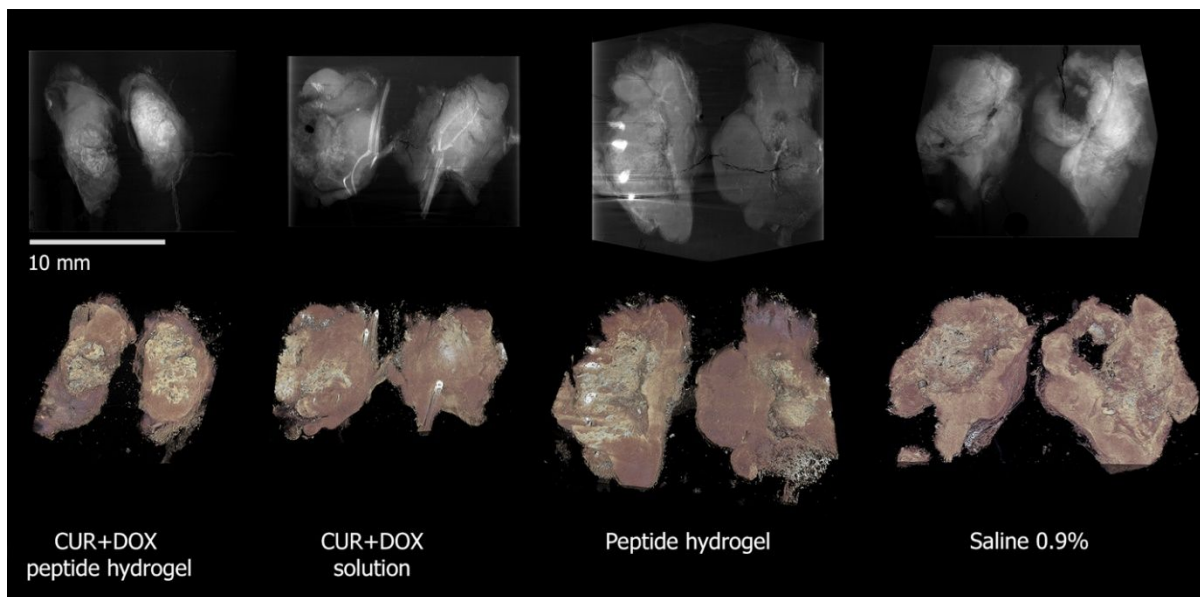 10 mm
CUR+DOX
peptide hydrogel
CUR+DOX
solution
Peptide hydrogel
Saline 0.9%